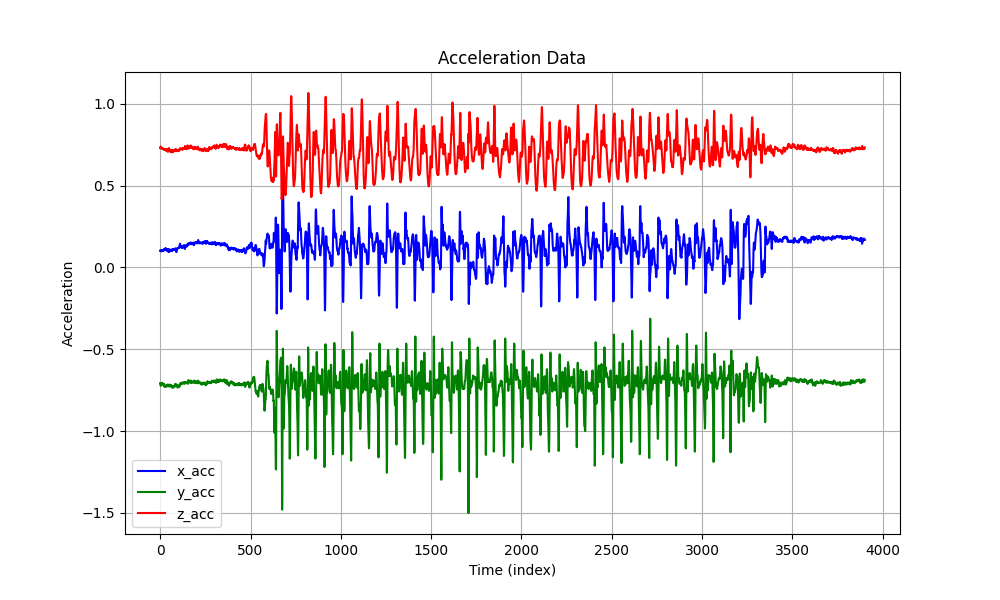 Acceleration Data
1.0
0.5
0.0
−0.5
−1.0
−1.5
Acceleration
x_acc
y_acc
z_acc
0 500 1000 1500 2000 2500 3000 3500 4000
Time (index)